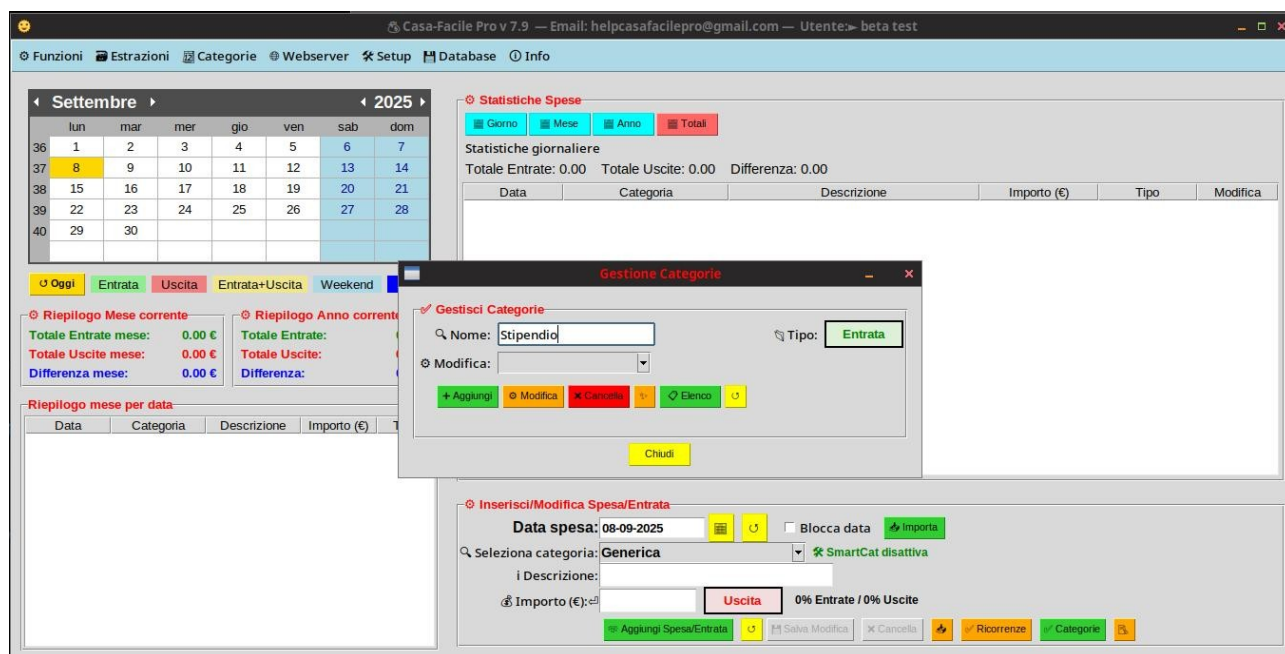 Casa-Facile Pro v 7.9 — Email: helpcasafacilepro@gmail.com — Utente:► beta test
Funzioni Estrazioni Categorie Webserver Setup Database Info
Settembre 2025
lun mar mer gio ven sab dom
36 1 2 3 4 5 6 7
37 8 9 10 11 12 13 14
38 15 16 17 18 19 20 21
39 22 23 24 25 26 27 28
40 29 30
Oggi Entrata Uscita Entrata+Uscita Weekend
Riepilogo Mese corrente
Totale Entrate mese: 0.00 €
Totale Uscite mese: 0.00 €
Differenza mese: 0.00 €
Riepilogo Anno corrente
Totale Entrate:
Totale Uscite:
Differenza:
Riepilogo mese per data
Data Categoria Descrizione Importo (€)
Statistiche Spese
Giorno Mese Anno Totali
Statistiche giornaliere
Totale Entrate: 0.00 Totale Uscite: 0.00 Differenza: 0.00
Data Categoria Descrizione Importo (€) Tipo Modifica
Gestione Categorie
Gestisci Categorie
Nome: Stipendio Tipo: Entrata
Modifica:
+ Aggiungi Modifica Cancella Elenco
Chiudi
Inserisci/Modifica Spesa/Entrata
Data spesa: 08-09-2025 Blocca data Importa
Seleziona categoria: Generica SmartCat disattiva
i Descrizione:
Importo (€): Uscita 0% Entrate / 0% Uscite
Aggiungi Spesa/Entrata Salva Modifica Cancella Ricorrenze Categorie